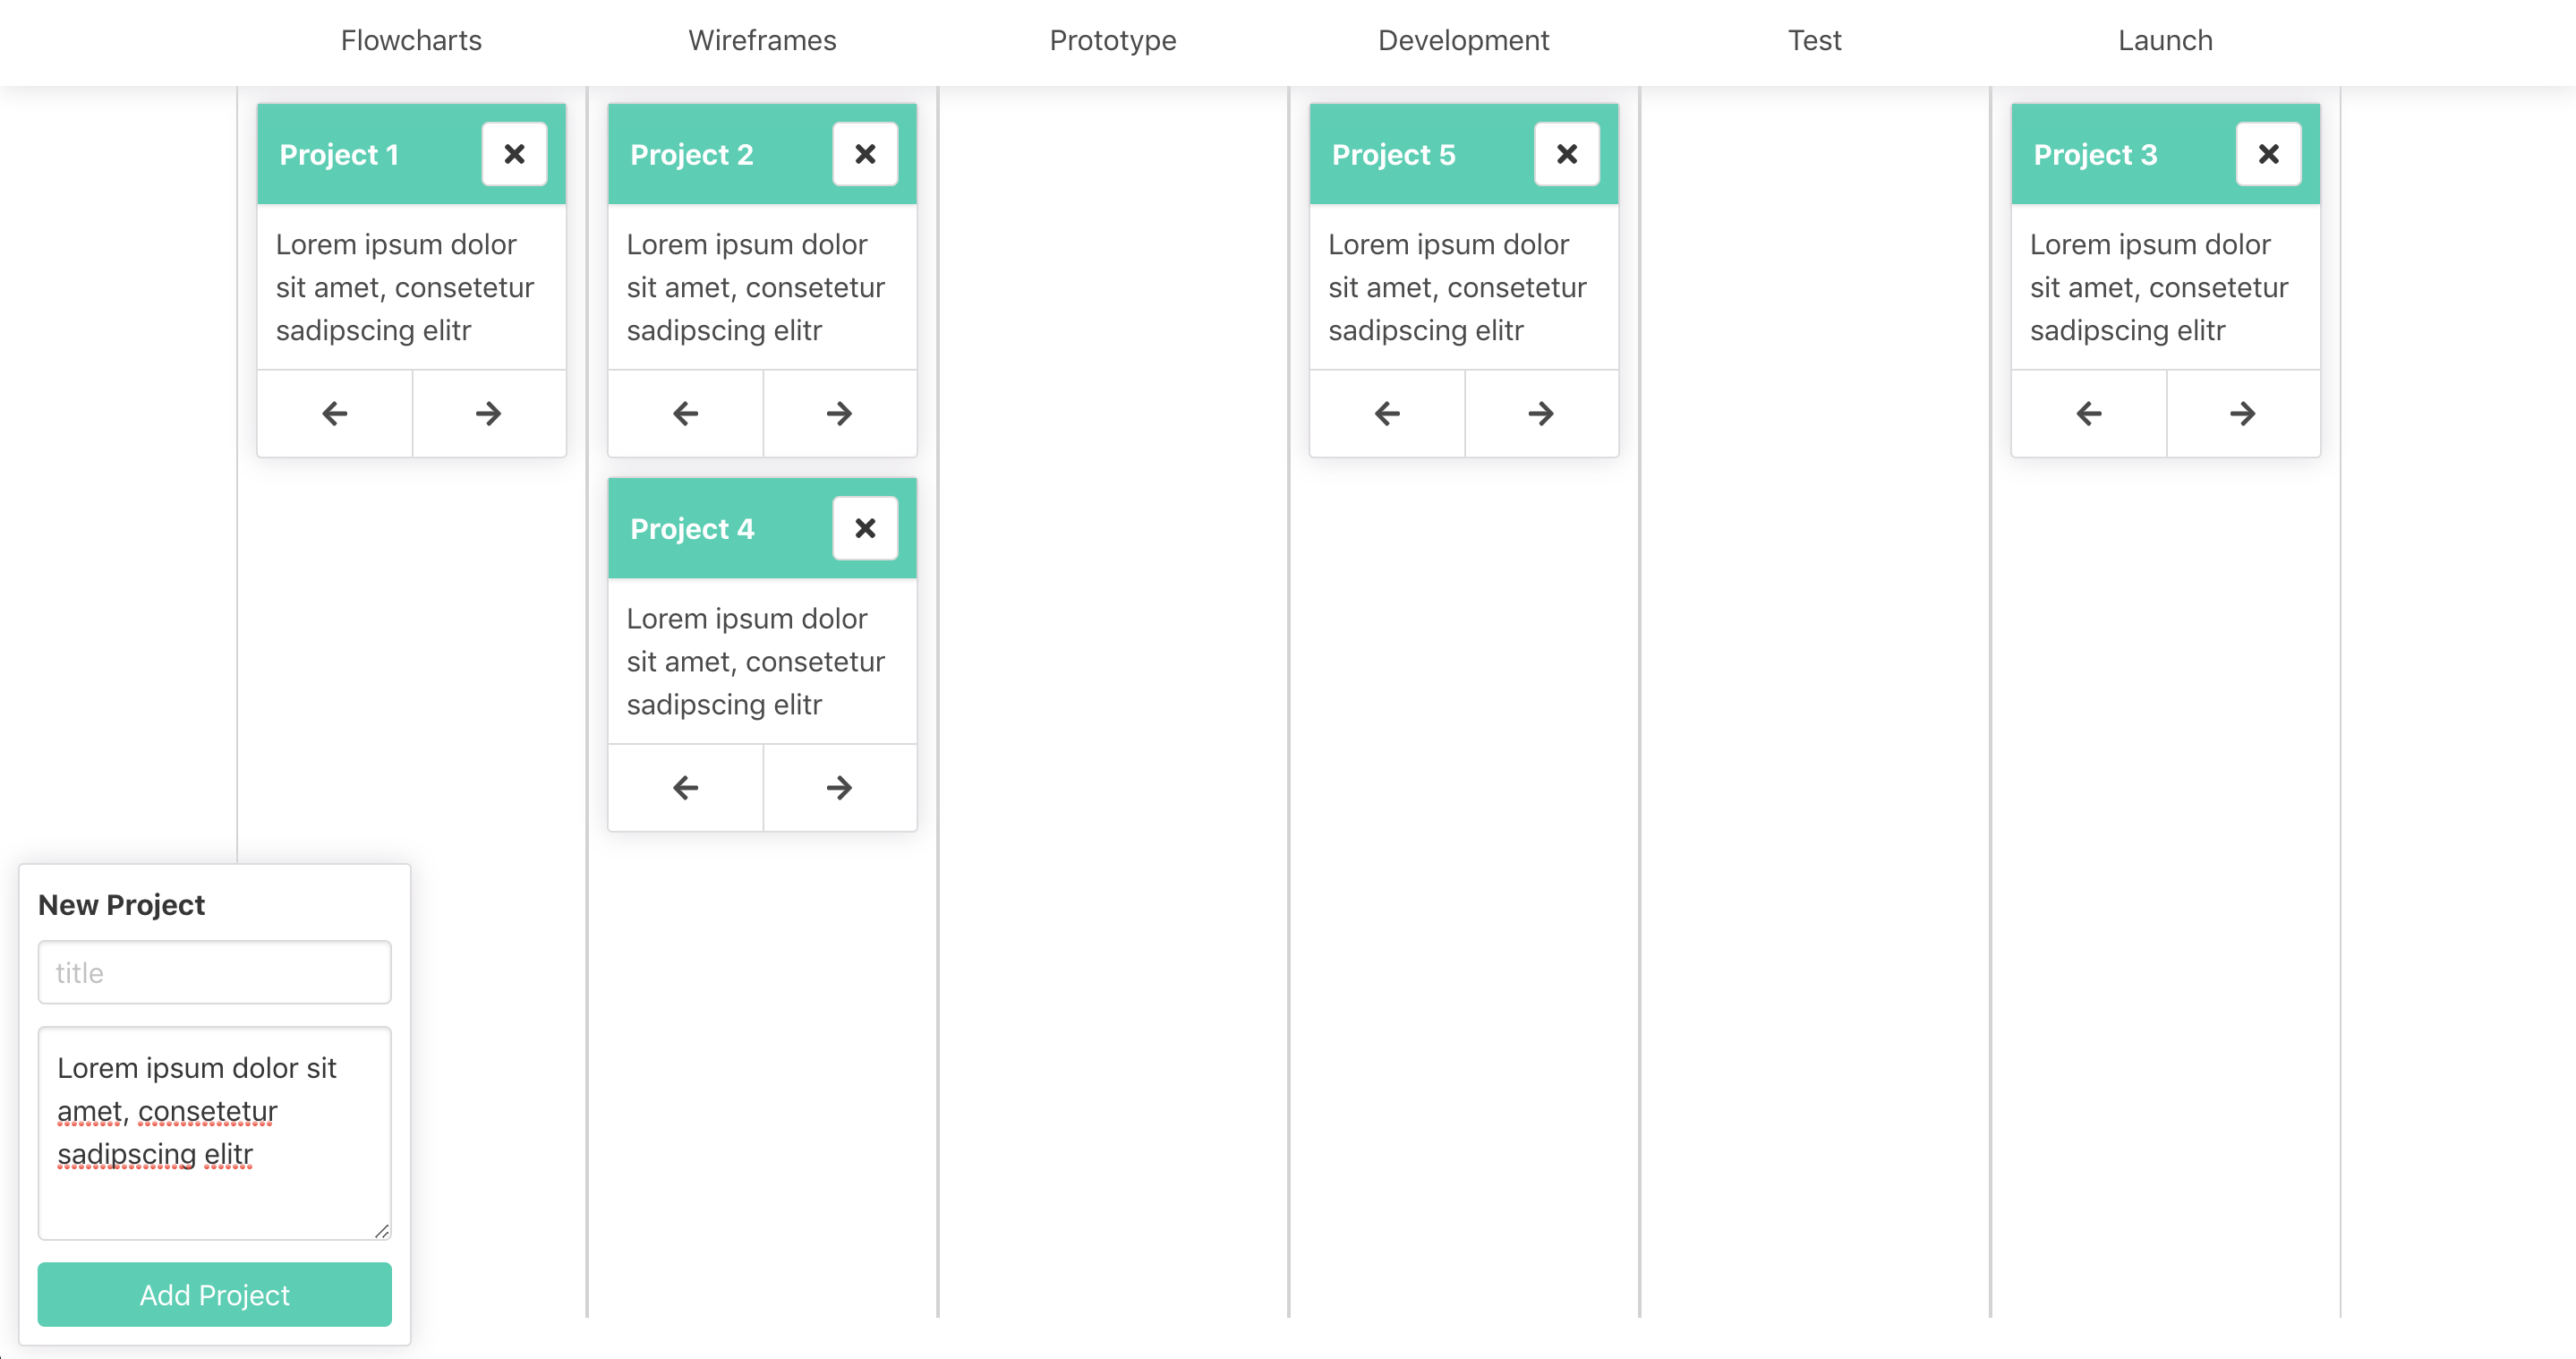 Flowcharts
Wireframes
Prototype
Development
Test
Launch
Project 1
Lorem ipsum dolor
sit amet, consetetur
sadipscing elitr
Project 2
Lorem ipsum dolor
sit amet, consetetur
sadipscing elitr
Project 4
Lorem ipsum dolor
sit amet, consetetur
sadipscing elitr
Project 5
Lorem ipsum dolor
sit amet, consetetur
sadipscing elitr
Project 3
Lorem ipsum dolor
sit amet, consetetur
sadipscing elitr
New Project
title
Lorem ipsum dolor sit
amet, consetetur
sadipscing elitr
Add Project